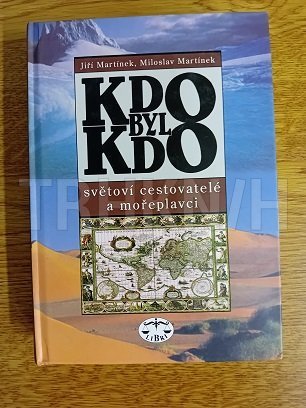 Jiří Martínek, Miloslav Martínek
KDO
BYL
KDO
světoví cestovatelé
a mořeplavci
LIBRI